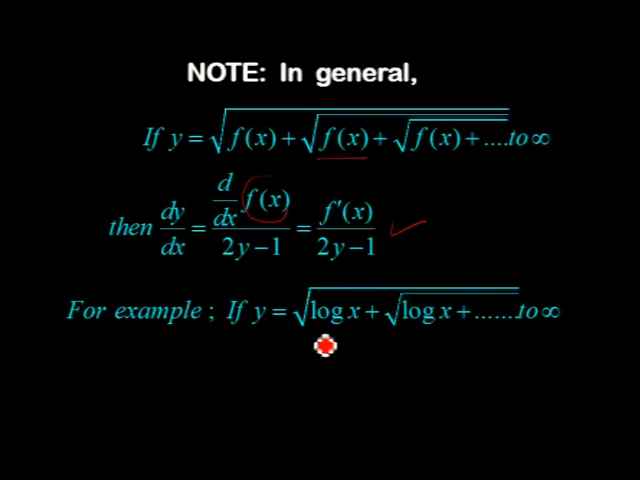 NOTE: In general,
If y = √(f(x) + √(f(x) + √(f(x) + ....to ∞
then dy/dx = (d/dx f(x))/(2y − 1) = f'(x)/(2y − 1)
For example ; If y = √(log x + √(log x + .......to ∞